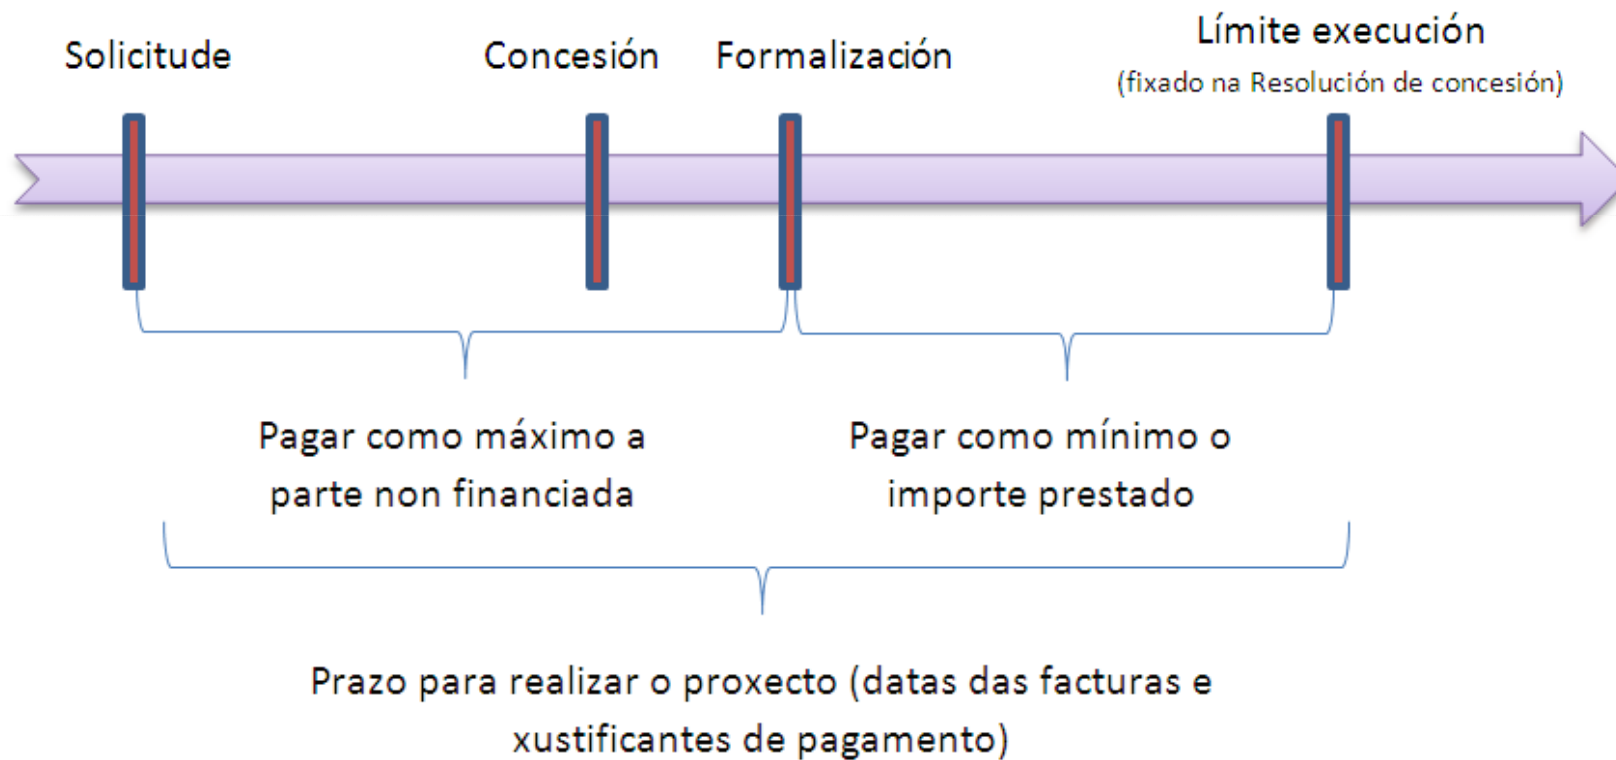 Solicitude
Concesión
Formalización
Límite execución
(fixado na Resolución de concesión)
Pagar como máximo a
parte non financiada
Pagar como mínimo o
importe prestado
Prazo para realizar o proxecto (datas das facturas e
xustificantes de pagamento)